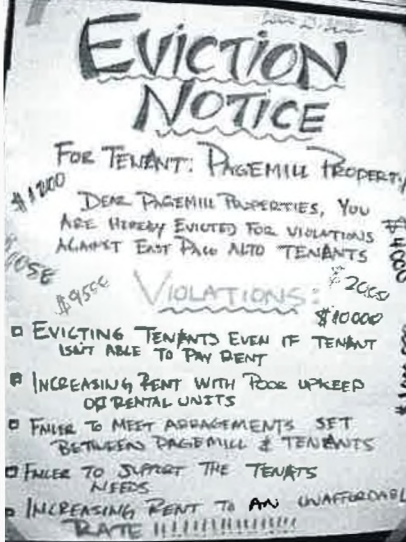 EVICTION
NOTICE
FOR TENANT: PAGEMILL PROPERTY
$1200
DEAR PAGEMILL PROPERTIES, YOU
ARE HEREBY EVICTED FOR VIOLATIONS
AGAINST EAST PALO ALTO TENANTS
VIOLATIONS:
$10000
EVICTING TENANTS EVEN IF TENANT
ISN'T ABLE TO PAY RENT
INCREASING RENT WITH POOR UPKEEP
OF RENTAL UNITS
FAILER TO MEET ARRAGEMENTS SET
BETWEEN PAGEMILL & TENANTS
FAILER TO SUPPORT THE TENATS
NEEDS
INCREASING RENT TO AN UNAFFORDABL
RATE !!!!!!!!!!!!!!